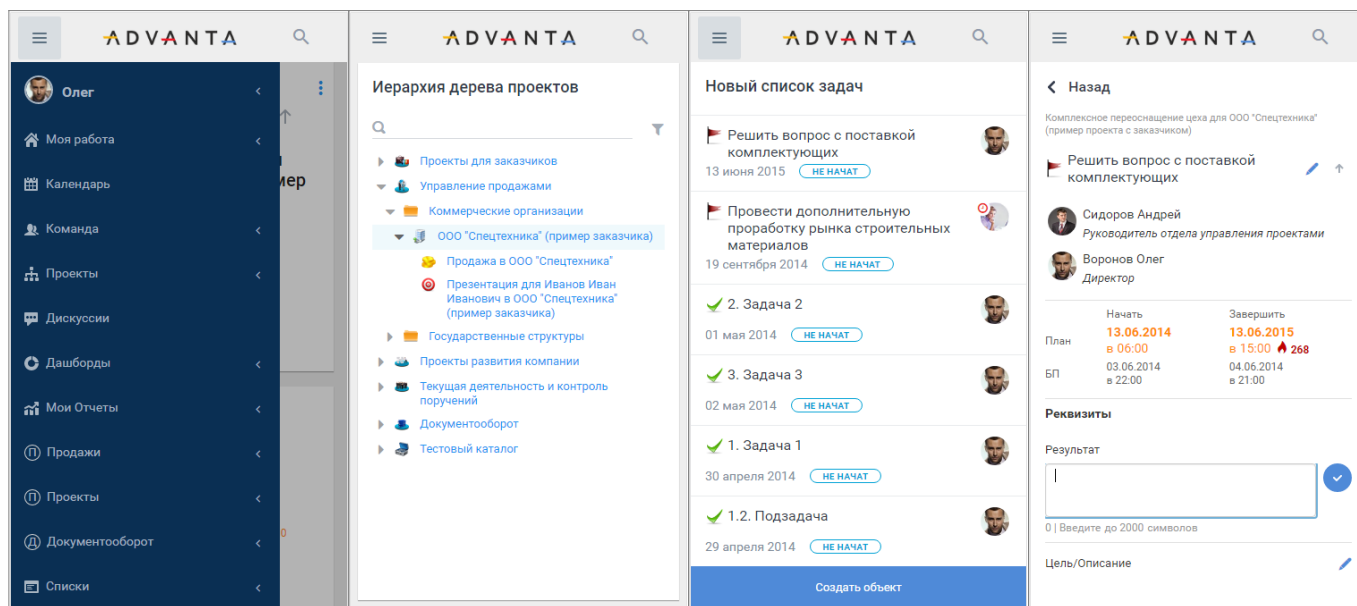 ADVANTA
Олег
Моя работа
Календарь
Команда
Проекты
Дискуссии
Дашборды
Мои Отчеты
П Продажи
П Проекты
Д Документооборот
Списки
мер
0
ADVANTA
Иерархия дерева проектов
Проекты для заказчиков
Управление продажами
Коммерческие организации
ООО "Спецтехника" (пример заказчика)
Продажа в ООО "Спецтехника"
Презентация для Иванов Иван
Иванович в ООО "Спецтехника"
(пример заказчика)
Государственные структуры
Проекты развития компании
Текущая деятельность и контроль
поручений
Документооборот
Тестовый каталог
ADVANTA
Новый список задач
Решить вопрос с поставкой
комплектующих
13 июня 2015 НЕ НАЧАТ
Провести дополнительную
проработку рынка строительных
материалов
19 сентября 2014 НЕ НАЧАТ
2. Задача 2
01 мая 2014 НЕ НАЧАТ
3. Задача 3
02 мая 2014 НЕ НАЧАТ
1. Задача 1
30 апреля 2014 НЕ НАЧАТ
1.2. Подзадача
29 апреля 2014 НЕ НАЧАТ
Создать объект
ADVANTA
Назад
Комплексное переоснащение цеха для ООО "Спецтехника"
(пример проекта с заказчиком)
Решить вопрос с поставкой
комплектующих
Сидоров Андрей
Руководитель отдела управления проектами
Воронов Олег
Директор
Начать Завершить
План 13.06.2014 13.06.2015
в 06:00 в 15:00 268
БП 03.06.2014 04.06.2014
в 22:00 в 21:00
Реквизиты
Результат
0 | Введите до 2000 символов
Цель/Описание